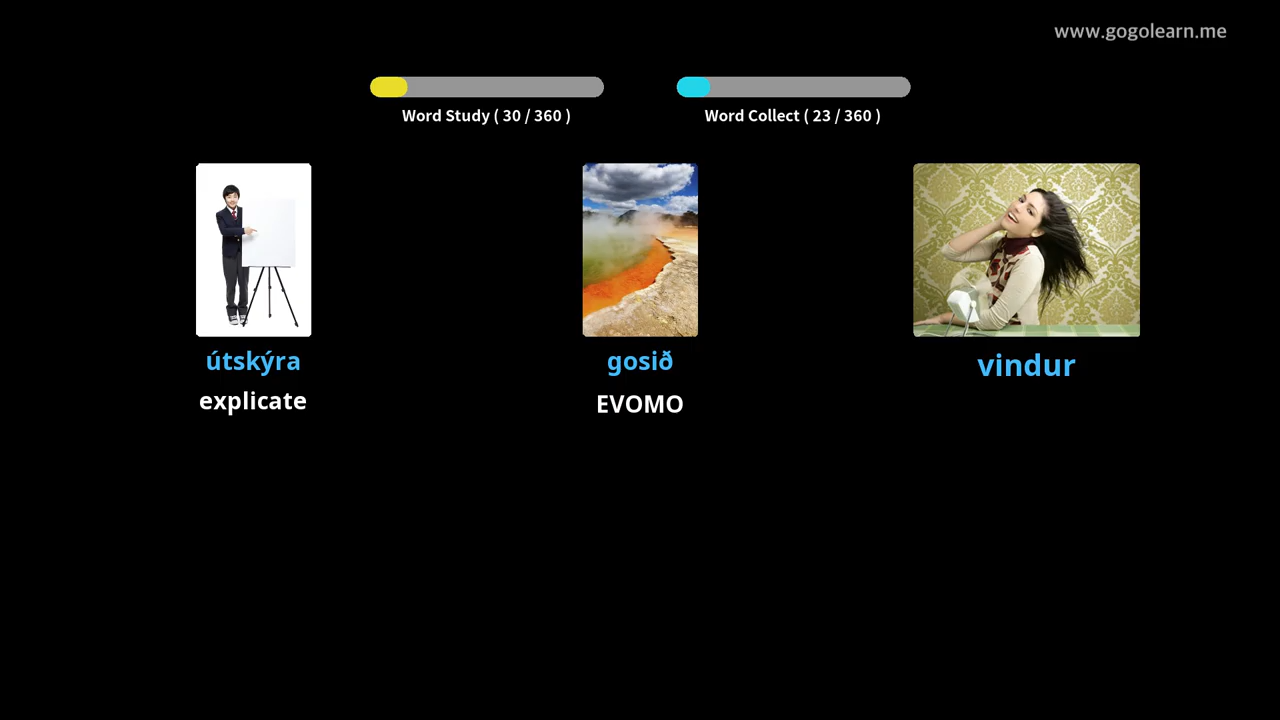 www.gogolearn.me
Word Study ( 30 / 360 )
Word Collect ( 23 / 360 )
útskýra
gosið
vindur
explicate
EVOMO